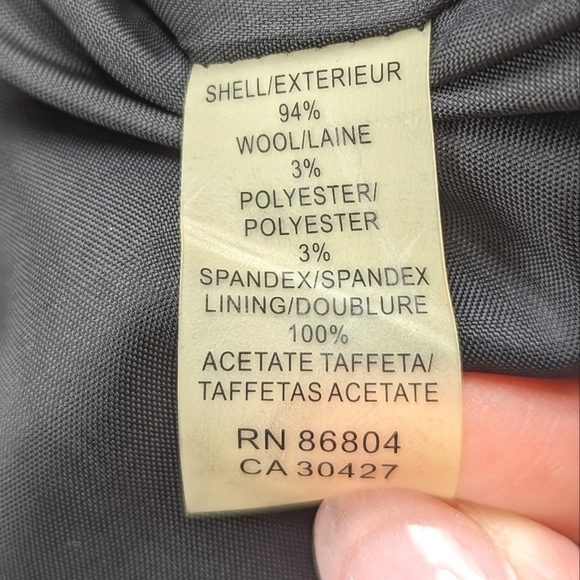 SHELL/EXTERIEUR
94%
WOOL/LAINE
3%
POLYESTER/
POLYESTER
3%
SPANDEX/SPANDEX
LINING/DOUBLURE
100%
ACETATE TAFFETA/
TAFFETAS ACETATE
RN 86804
CA 30427